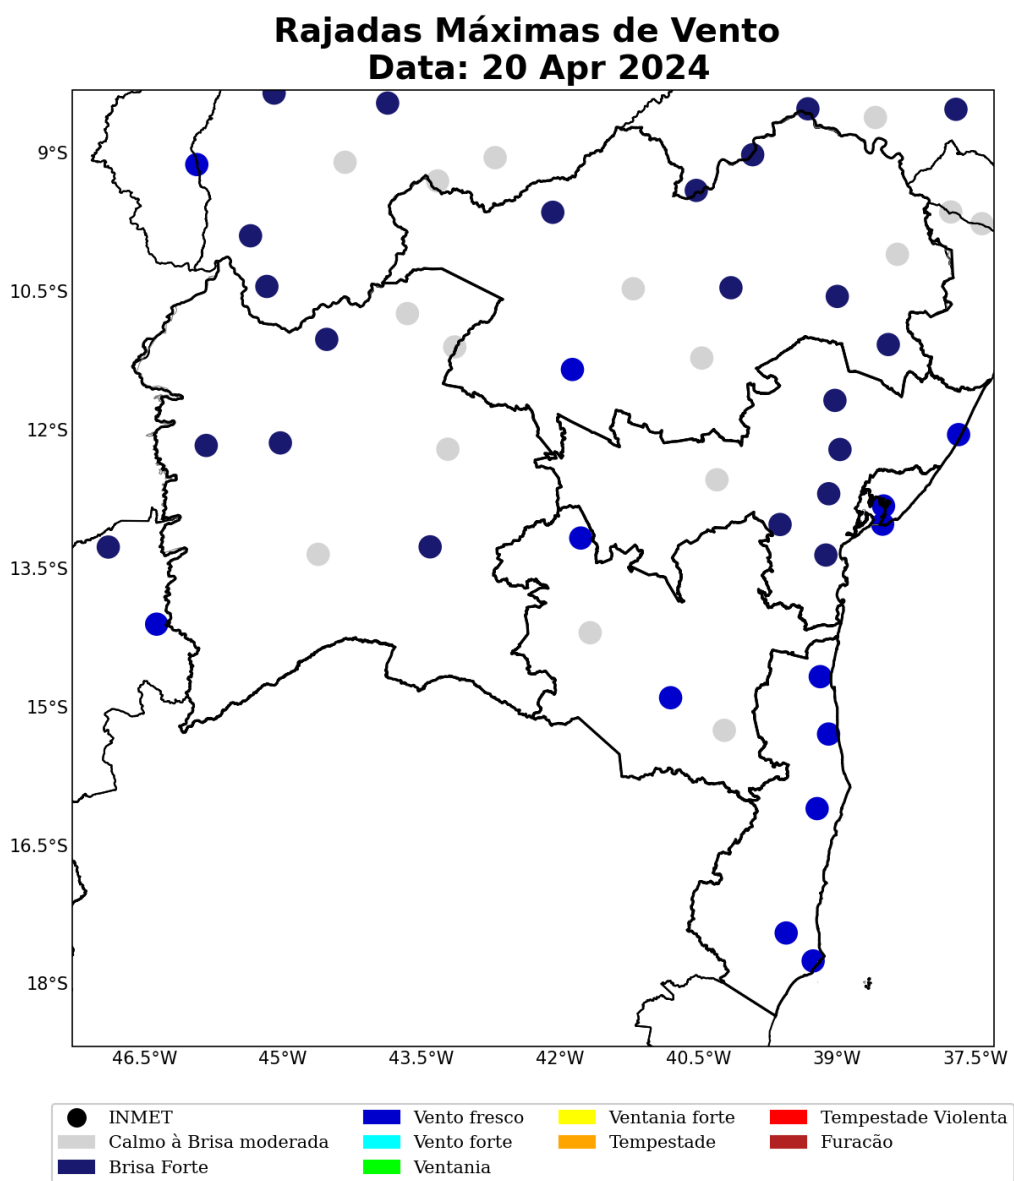 Rajadas Máximas de Vento
Data: 20 Apr 2024
9°S
10.5°S
12°S
13.5°S
15°S
16.5°S
18°S
46.5°W 45°W 43.5°W 42°W 40.5°W 39°W 37.5°W
INMET Vento fresco Ventania forte Tempestade Violenta
Calmo à Brisa moderada Vento forte Tempestade Furacão
Brisa Forte Ventania